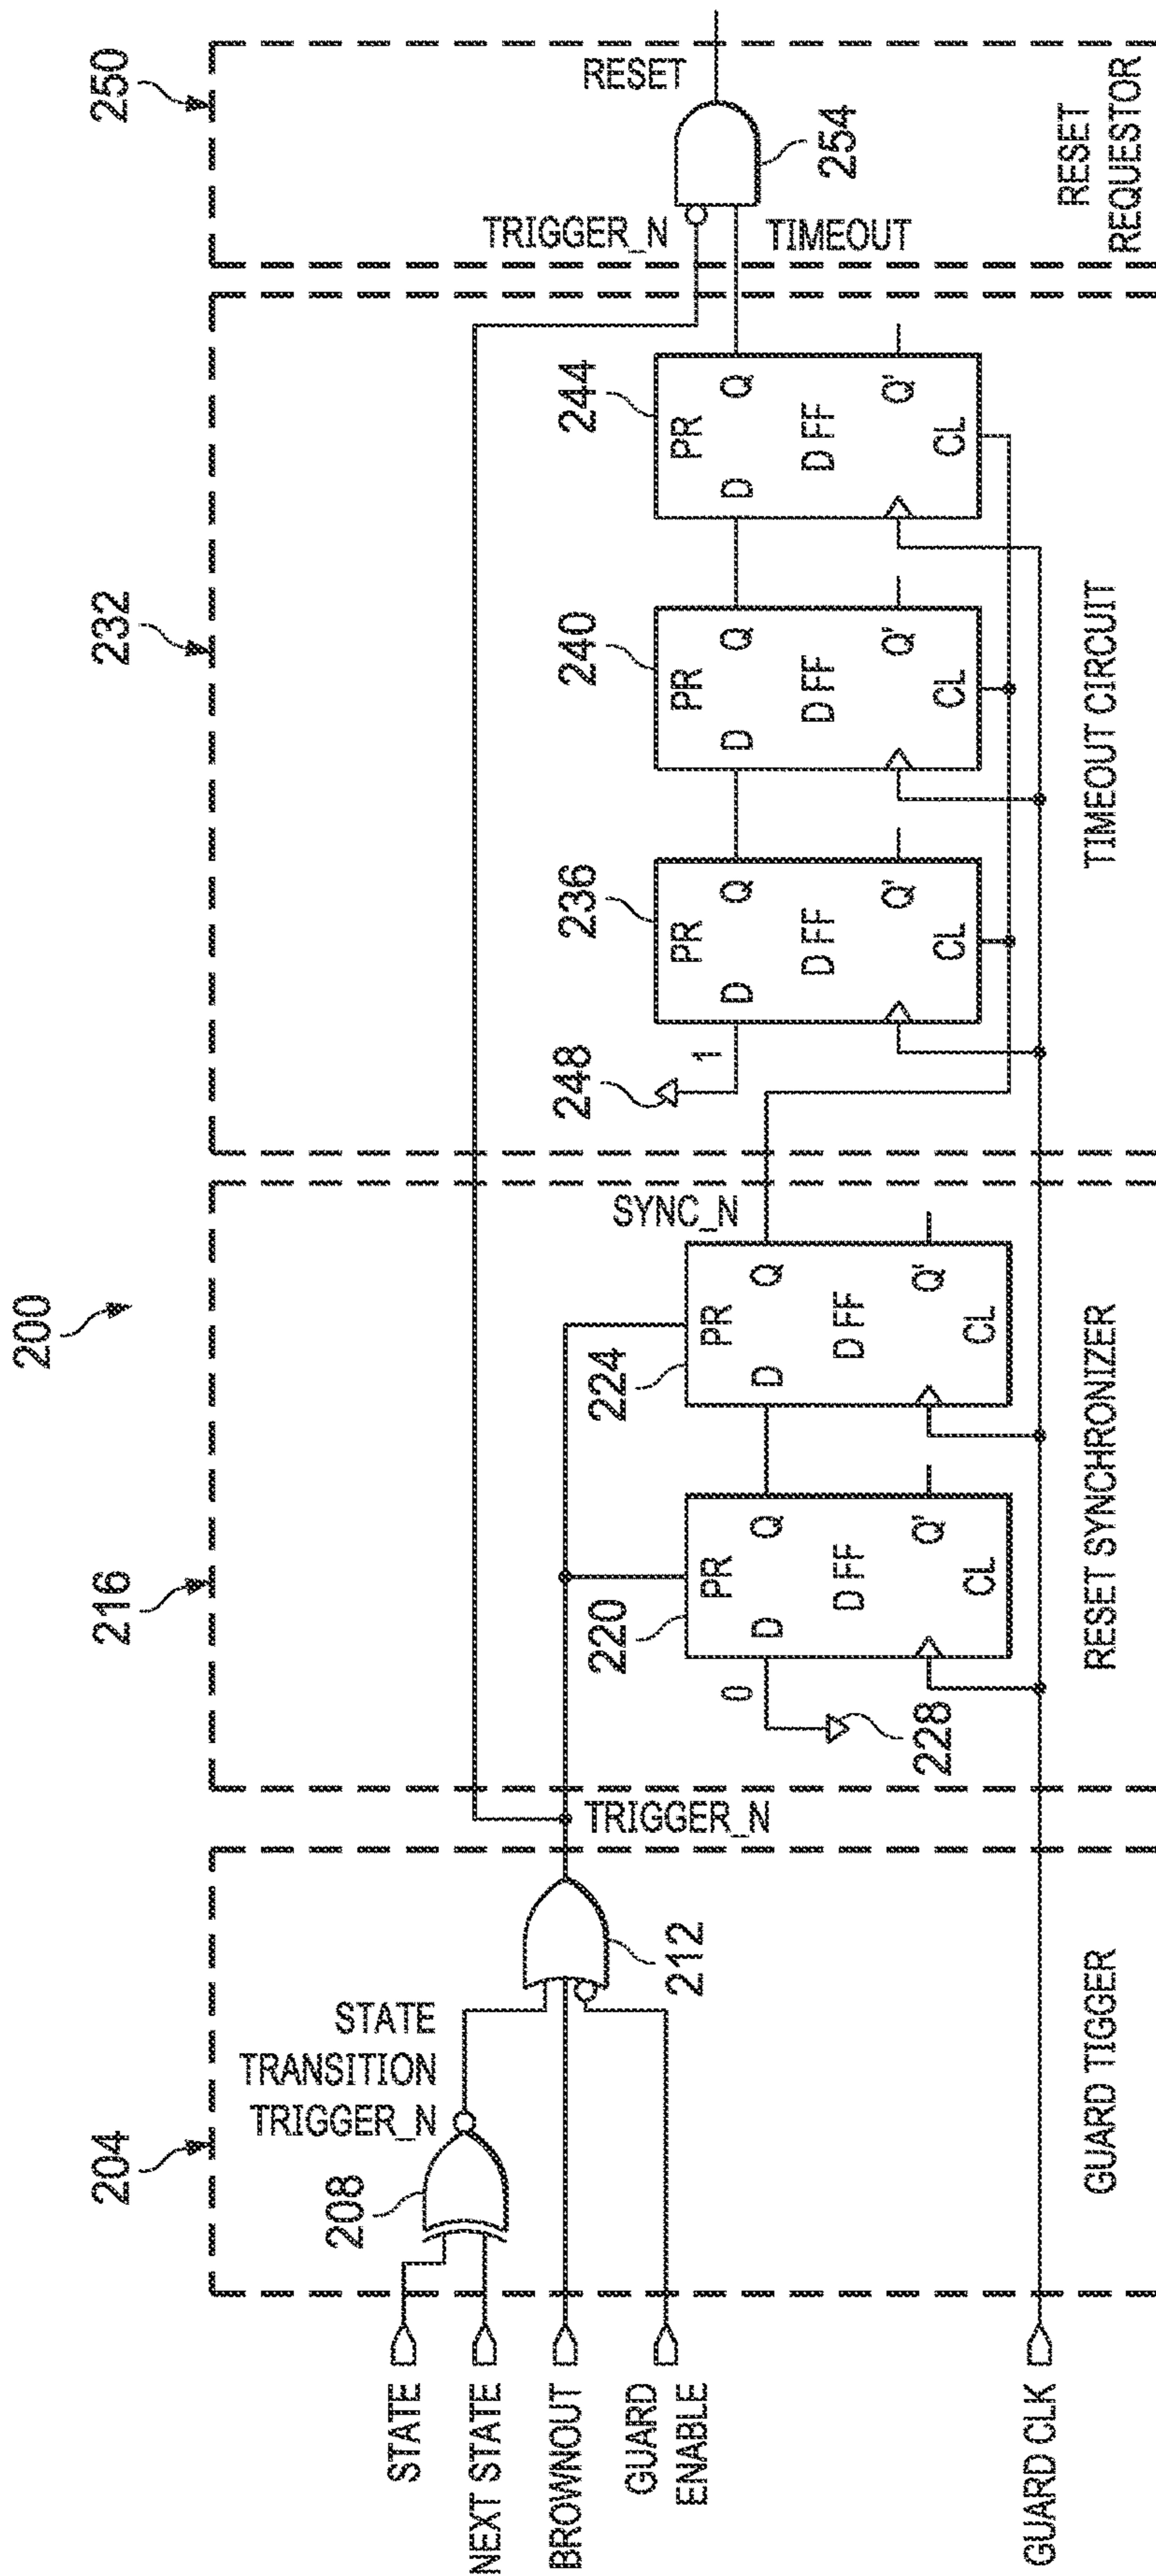 200
204
216
232
250
STATE
NEXT STATE
BROWNOUT
GUARD
ENABLE
GUARD CLK
208
STATE
TRANSITION
TRIGGER_N
212
GUARD TIGGER
TRIGGER_N
0
228
220
PR
D
Q
D FF
Q'
CL
224
PR
D
Q
D FF
Q'
CL
SYNC_N
RESET SYNCHRONIZER
248
1
236
PR
D
Q
D FF
Q'
CL
240
PR
D
Q
D FF
Q'
CL
244
PR
D
Q
D FF
Q'
CL
TIMEOUT CIRCUIT
TRIGGER_N
TIMEOUT
254
RESET
RESET
REQUESTOR